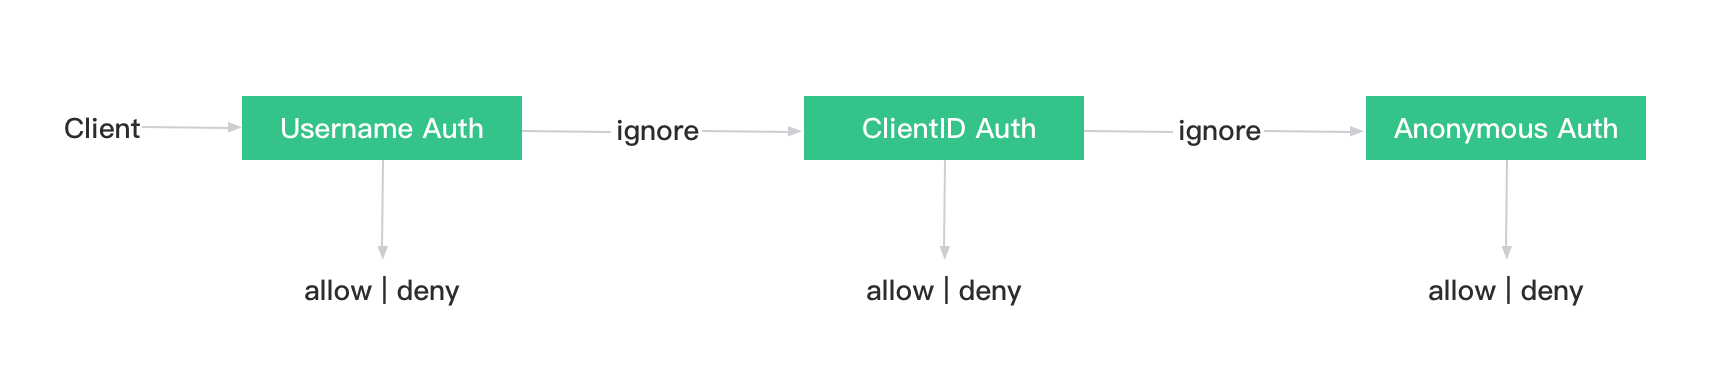 Client
Username Auth
ignore
ClientID Auth
ignore
Anonymous Auth
allow | deny
allow | deny
allow | deny